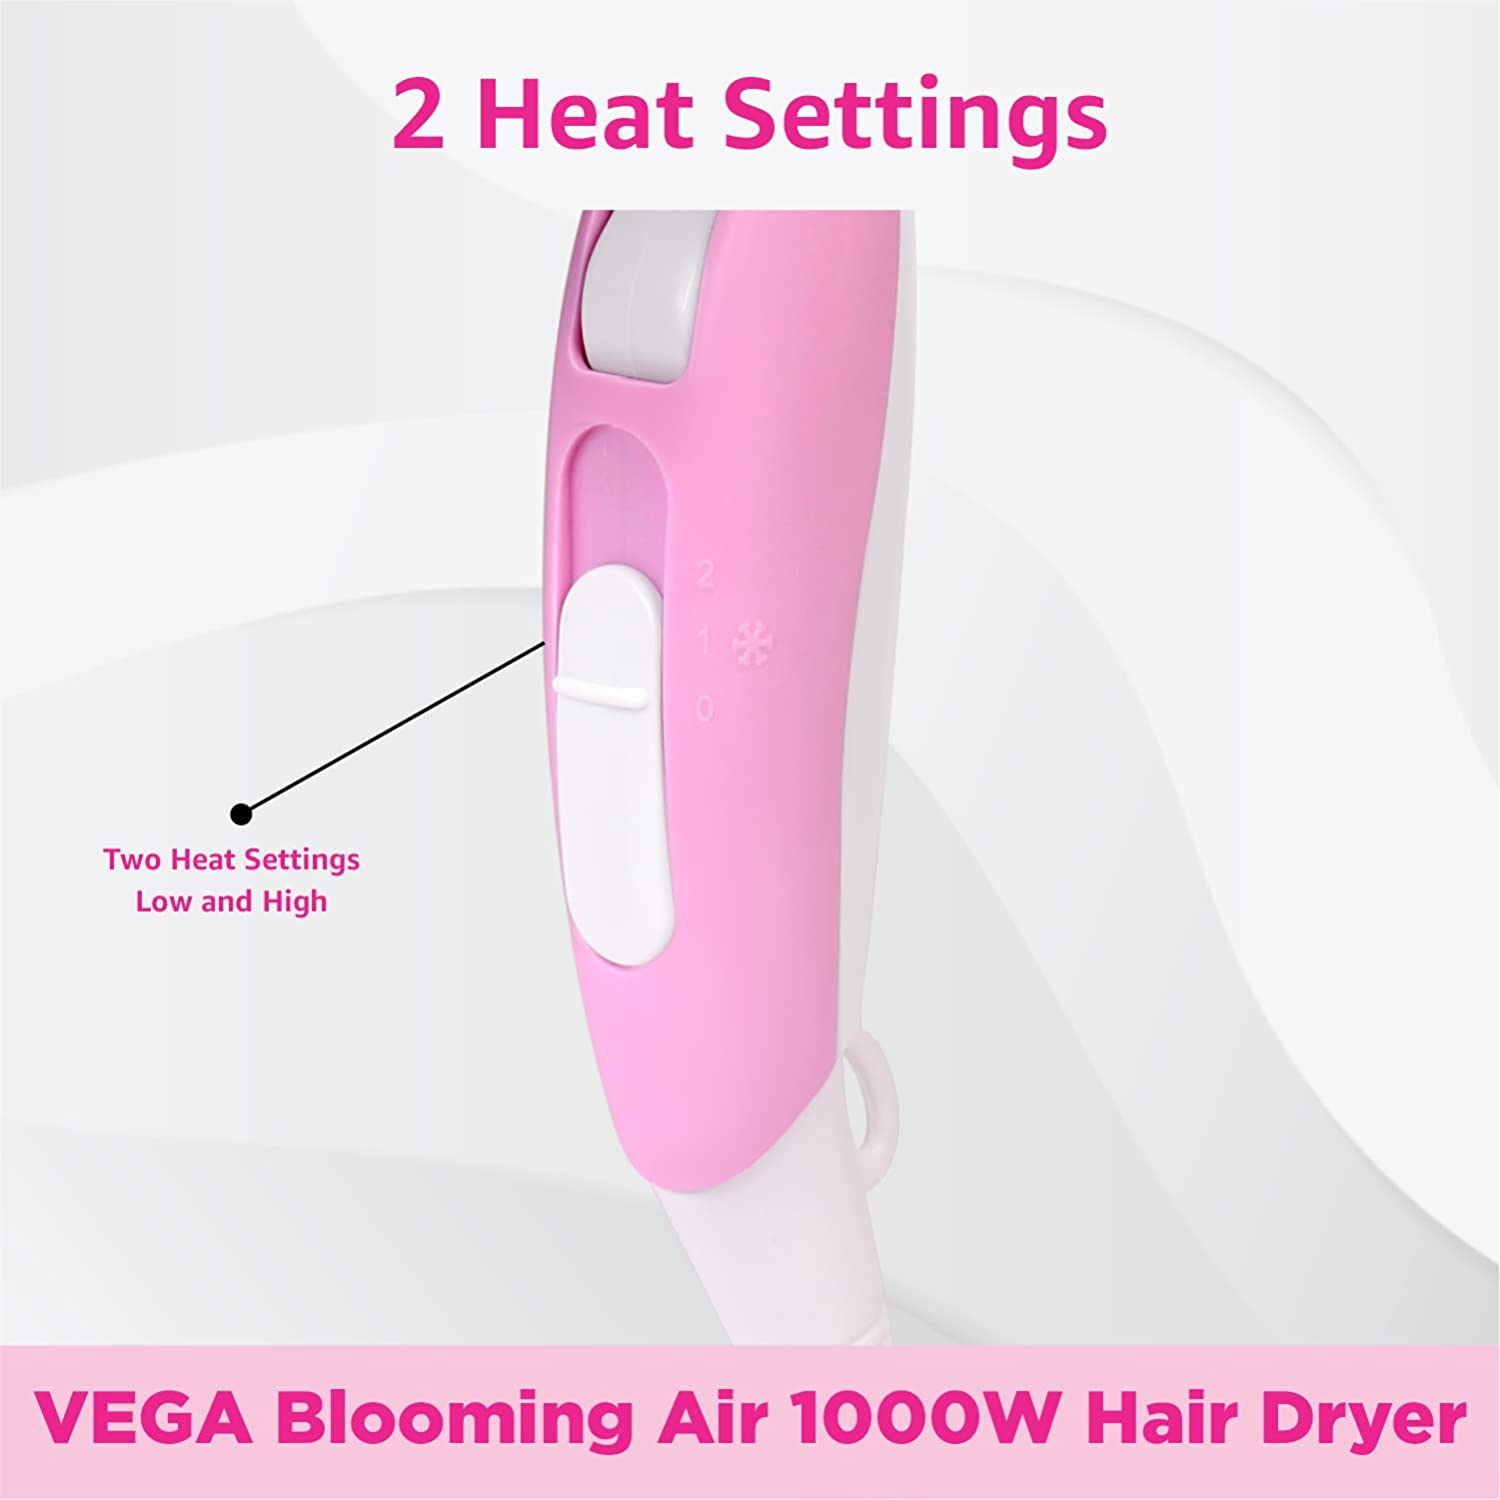 2 Heat Settings
2
1
0
Two Heat Settings
Low and High
VEGA Blooming Air 1000W Hair Dryer